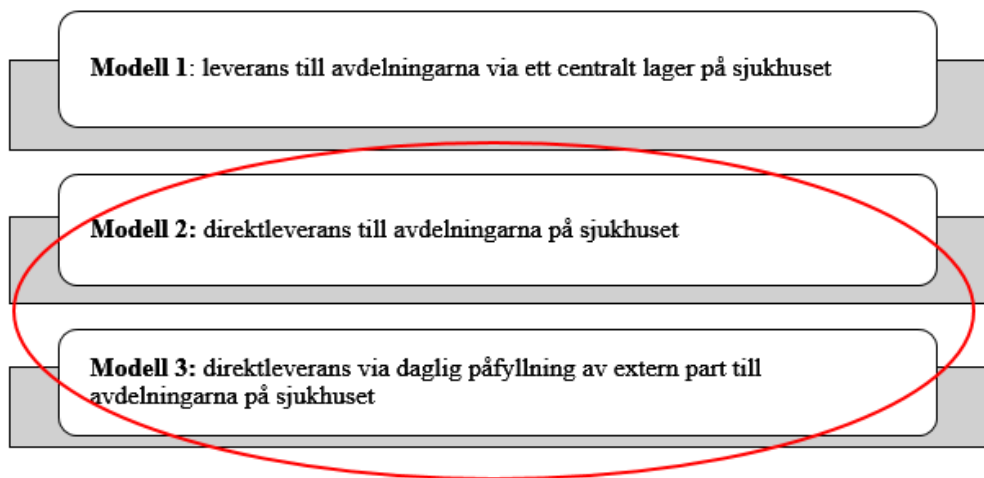 Modell 1: leverans till avdelningarna via ett centralt lager på sjukhuset
Modell 2: direktleverans till avdelningarna på sjukhuset
Modell 3: direktleverans via daglig påfyllning av extern part till
avdelningarna på sjukhuset